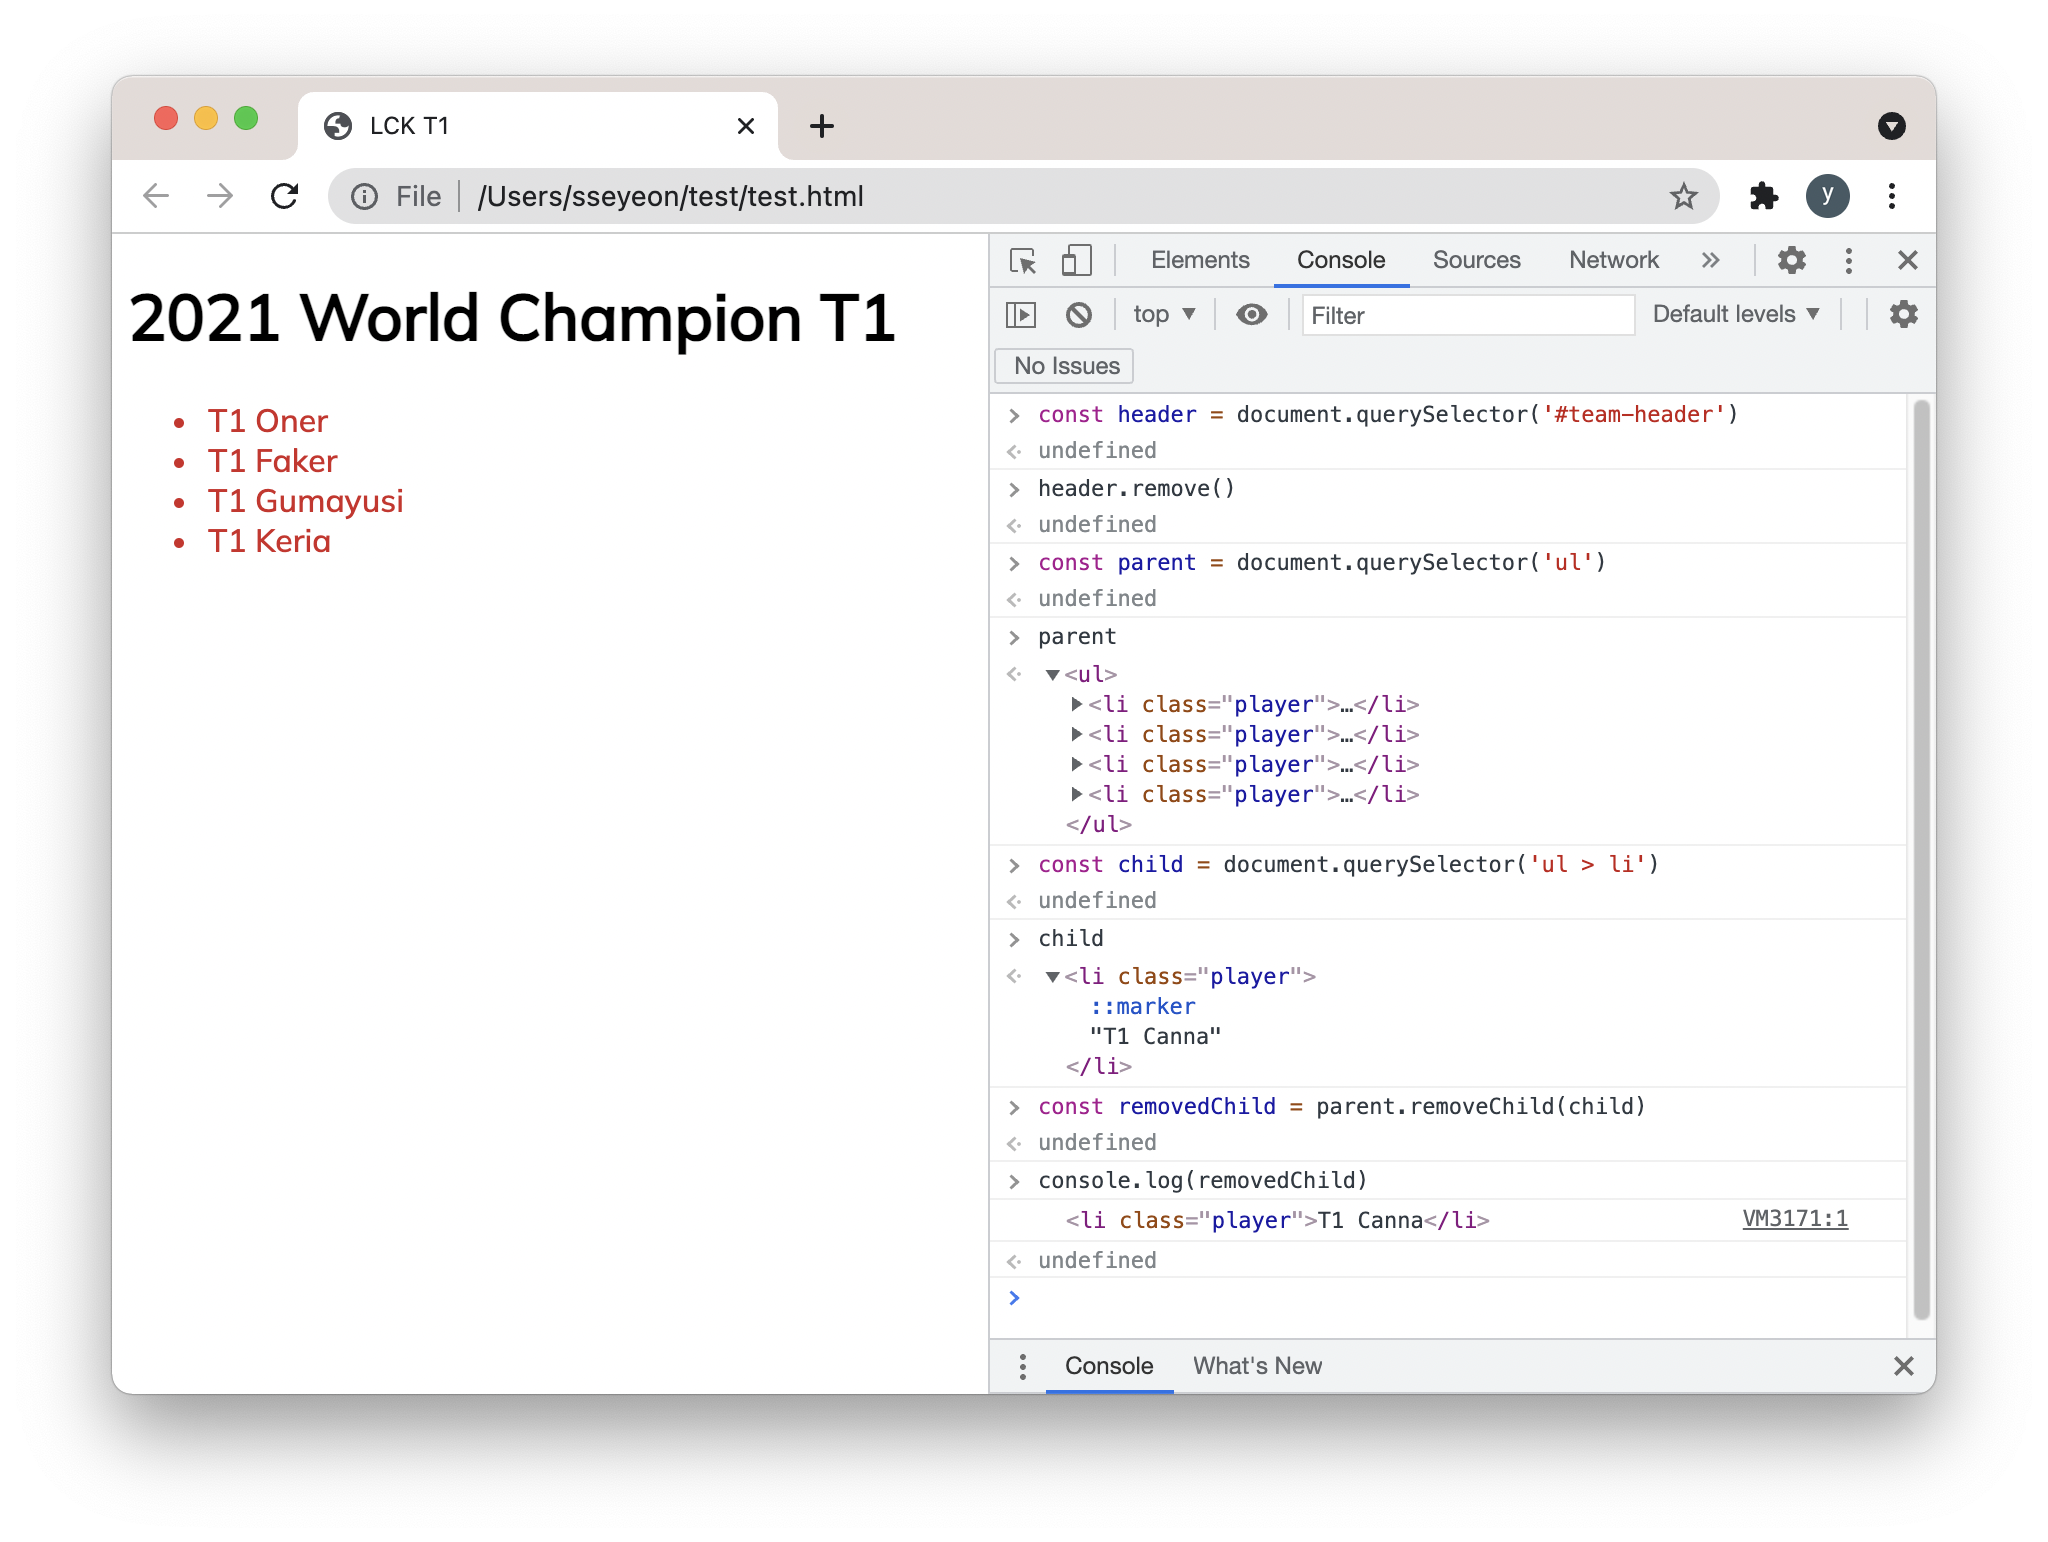 LCK T1
File /Users/sseyeon/test/test.html
y
2021 World Champion T1
T1 Oner
T1 Faker
T1 Gumayusi
T1 Keria
Elements Console Sources Network
top Filter Default levels
No Issues
const header = document.querySelector('#team-header')
undefined
header.remove()
undefined
const parent = document.querySelector('ul')
undefined
parent
<ul>
<li class="player">…</li>
<li class="player">…</li>
<li class="player">…</li>
<li class="player">…</li>
</ul>
const child = document.querySelector('ul > li')
undefined
child
<li class="player">
::marker
"T1 Canna"
</li>
const removedChild = parent.removeChild(child)
undefined
console.log(removedChild)
<li class="player">T1 Canna</li> VM3171:1
undefined
Console What's New